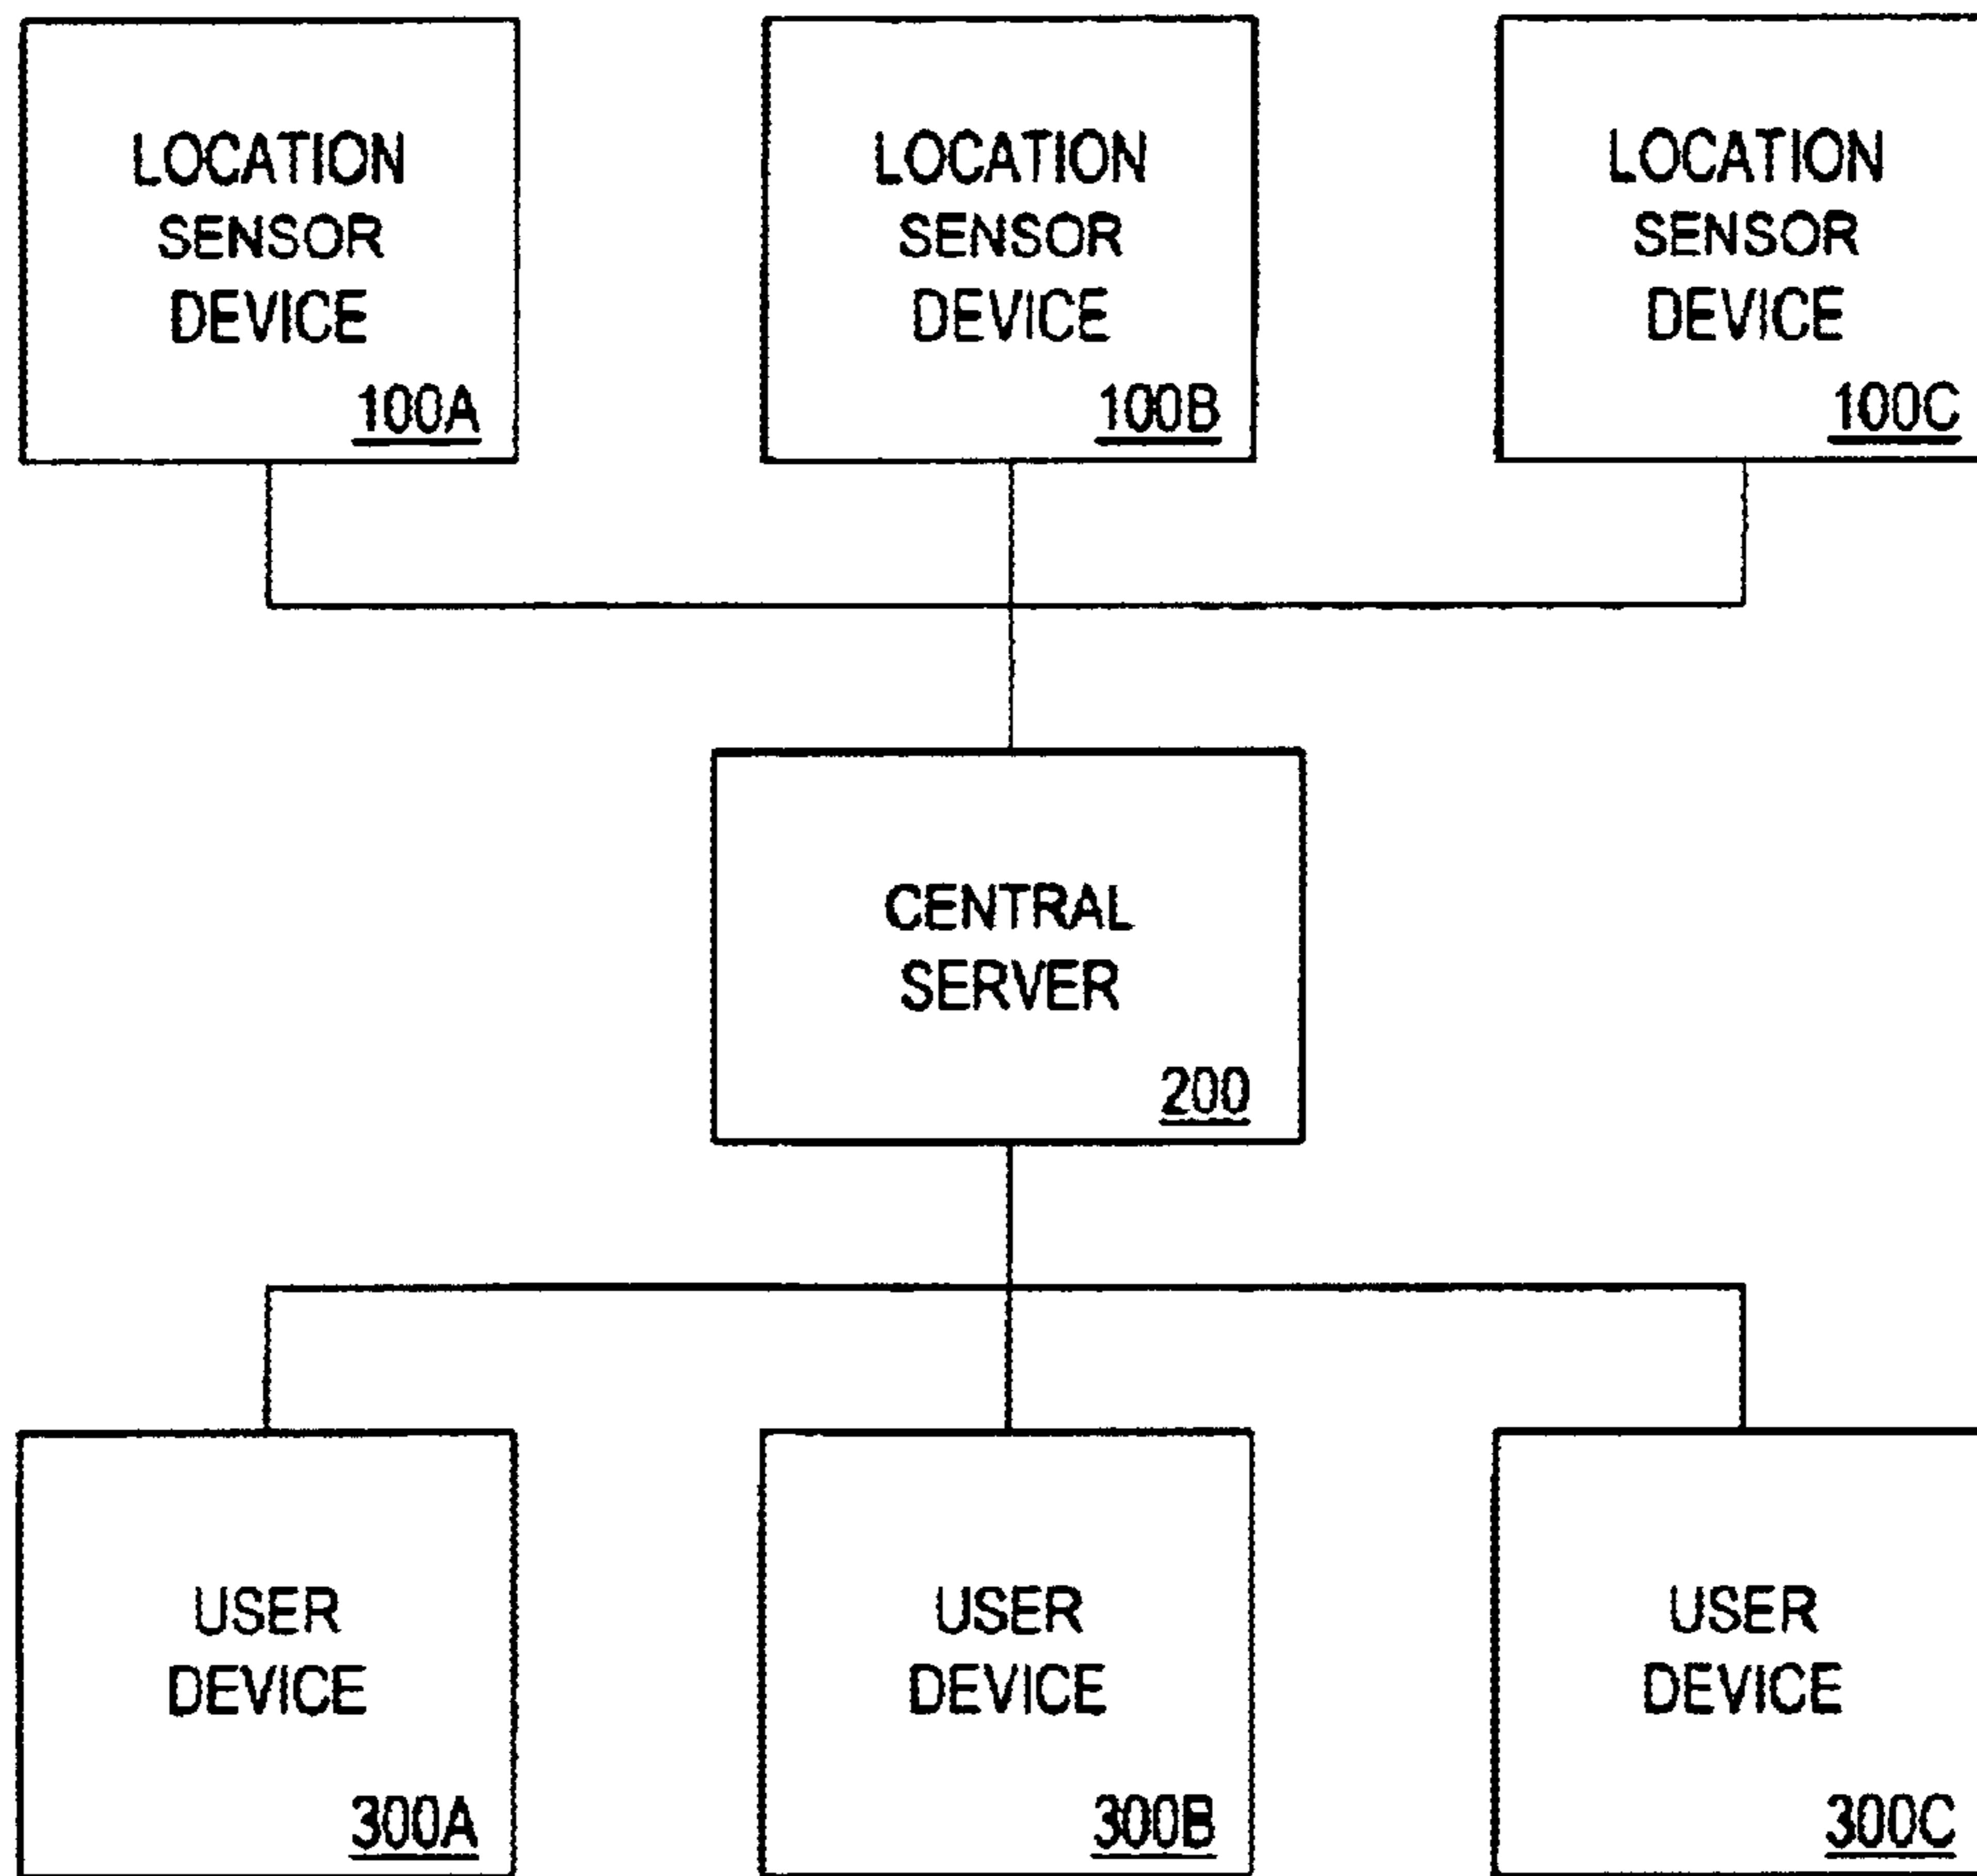 LOCATION
SENSOR
DEVICE
100A
LOCATION
SENSOR
DEVICE
100B
LOCATION
SENSOR
DEVICE
100C
CENTRAL
SERVER
200
USER
DEVICE
300A
USER
DEVICE
300B
USER
DEVICE
300C